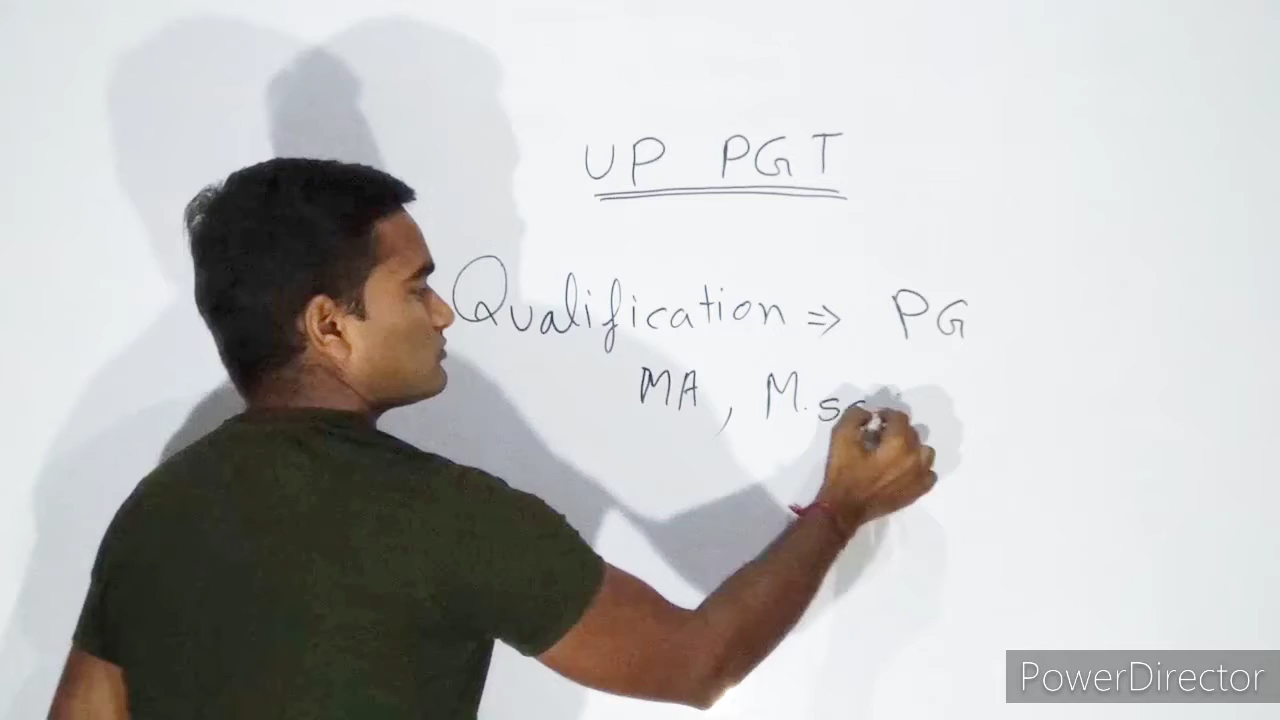 UP PGT
Qualification ⇒ PG
MA, M.sc
PowerDirector